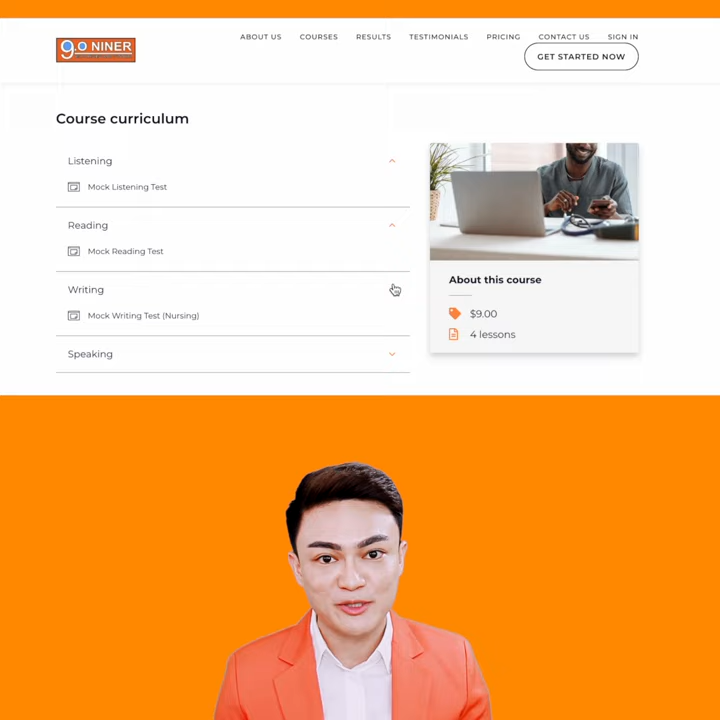 9.0 NINER
ABOUT US COURSES RESULTS TESTIMONIALS PRICING CONTACT US SIGN IN
GET STARTED NOW
Course curriculum
Listening
Mock Listening Test
Reading
Mock Reading Test
Writing
Mock Writing Test (Nursing)
Speaking
About this course
$9.00
4 lessons